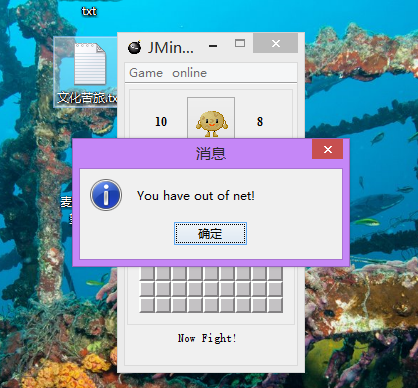 txt
JMin...
Game online
文化苦旅.tx
10
8
消息
You have out of net!
确定
Now Fight!